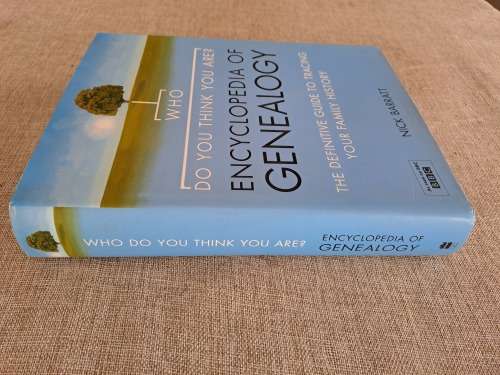 WHO
DO YOU THINK YOU ARE?
ENCYCLOPEDIA OF
GENEALOGY
THE DEFINITIVE GUIDE TO TRACING
YOUR FAMILY HISTORY
NICK BARRATT
BBC
WHO DO YOU THINK YOU ARE?
ENCYCLOPEDIA OF
GENEALOGY